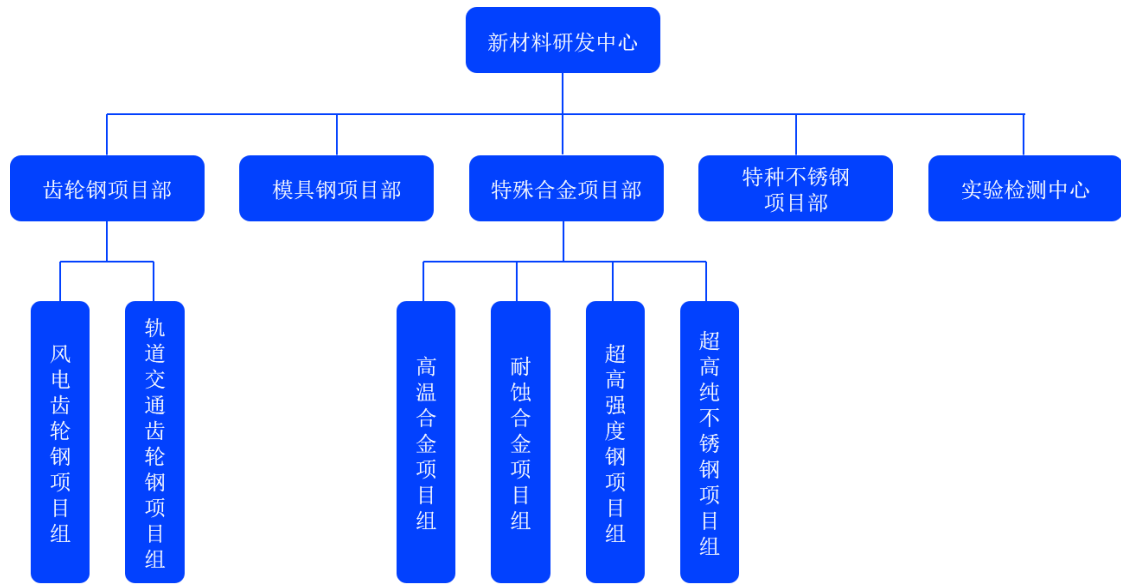 新材料研发中心
齿轮钢项目部
模具钢项目部
特殊合金项目部
特种不锈钢
项目部
实验检测中心
风电齿轮钢项目组
轨道交通齿轮钢项目组
高温合金项目组
耐蚀合金项目组
超高强度钢项目组
超高纯不锈钢项目组